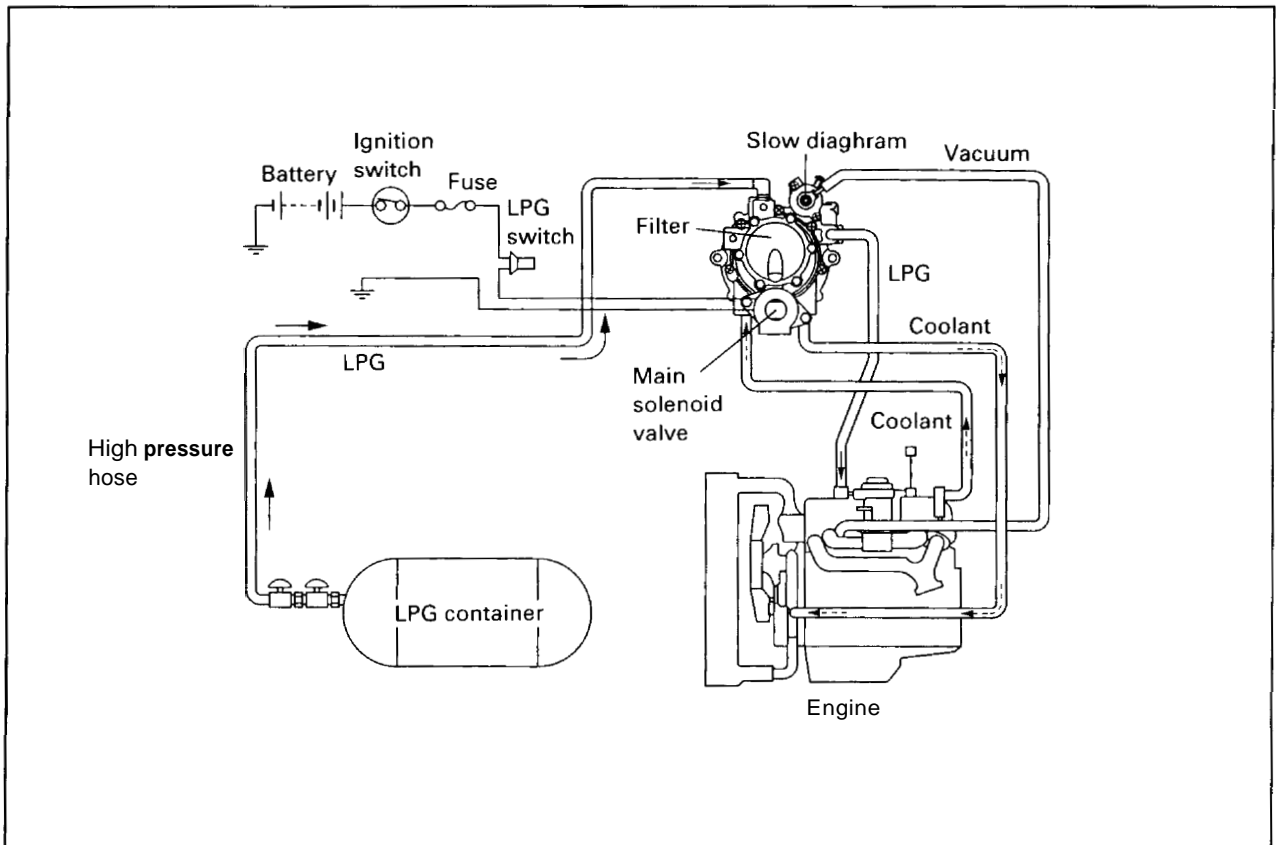 Slow diaghram
Vacuum
Ignition
switch
Battery
Fuse
LPG
switch
Filter
LPG
Coolant
LPG
Main
solenoid
valve
Coolant
High pressure
hose
LPG container
Engine